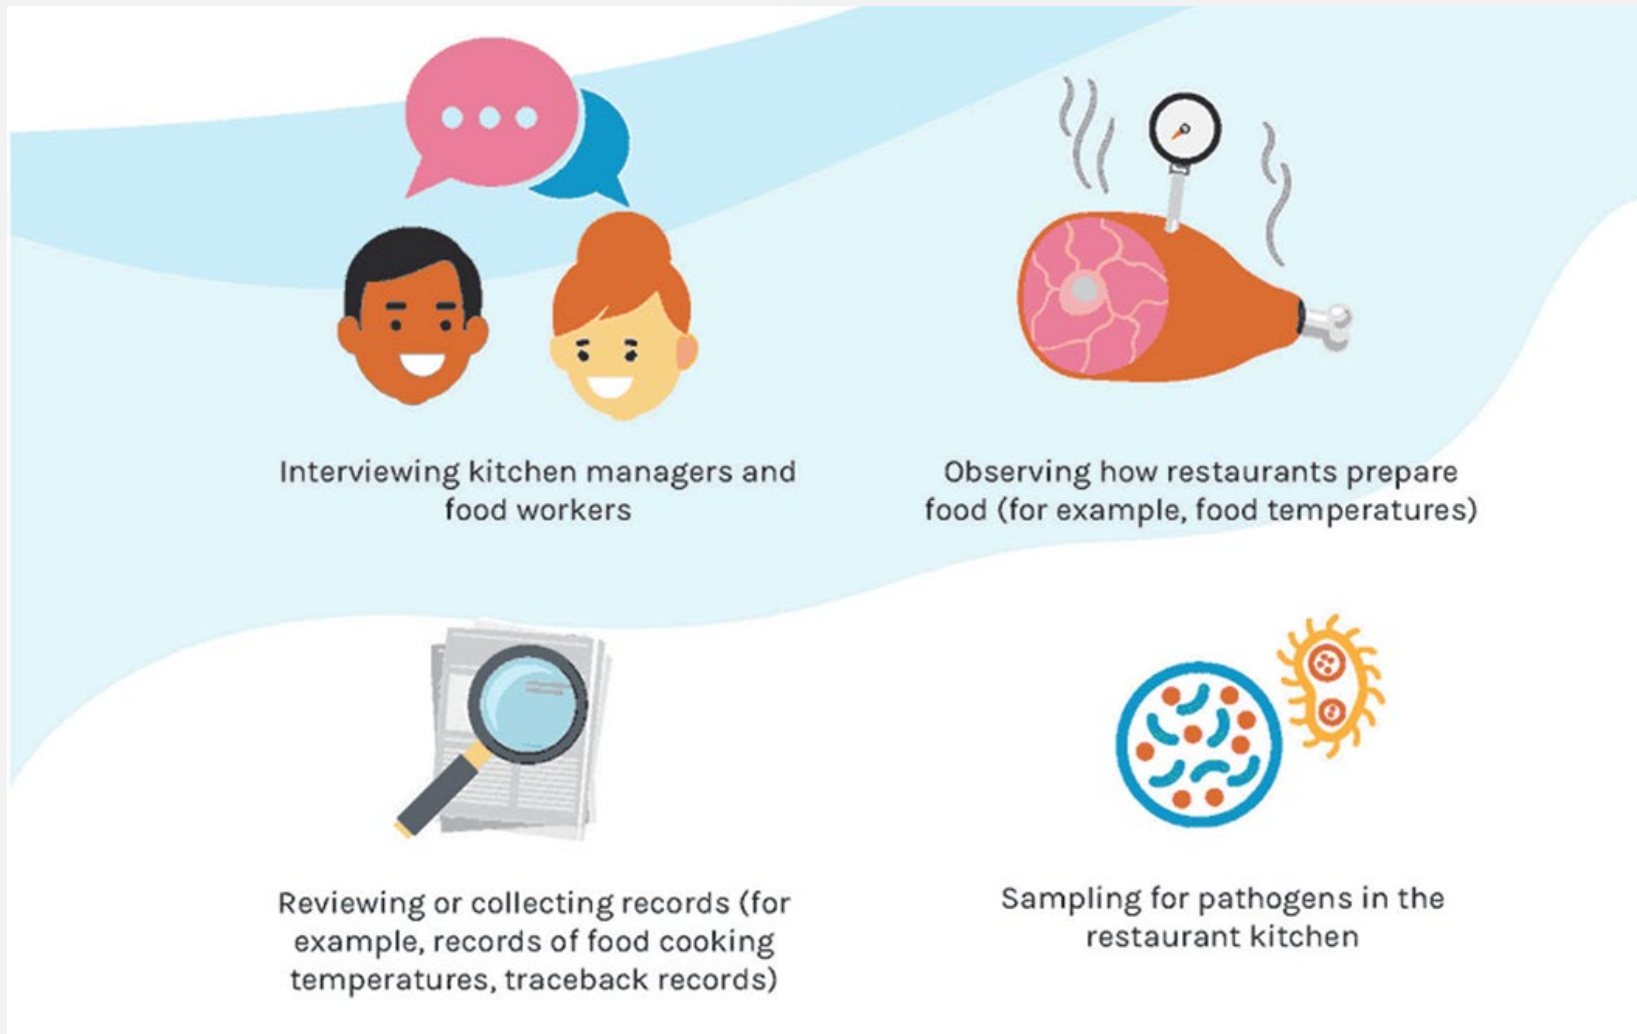 Interviewing kitchen managers and
food workers
Observing how restaurants prepare
food (for example, food temperatures)
Reviewing or collecting records (for
example, records of food cooking
temperatures, traceback records)
Sampling for pathogens in the
restaurant kitchen